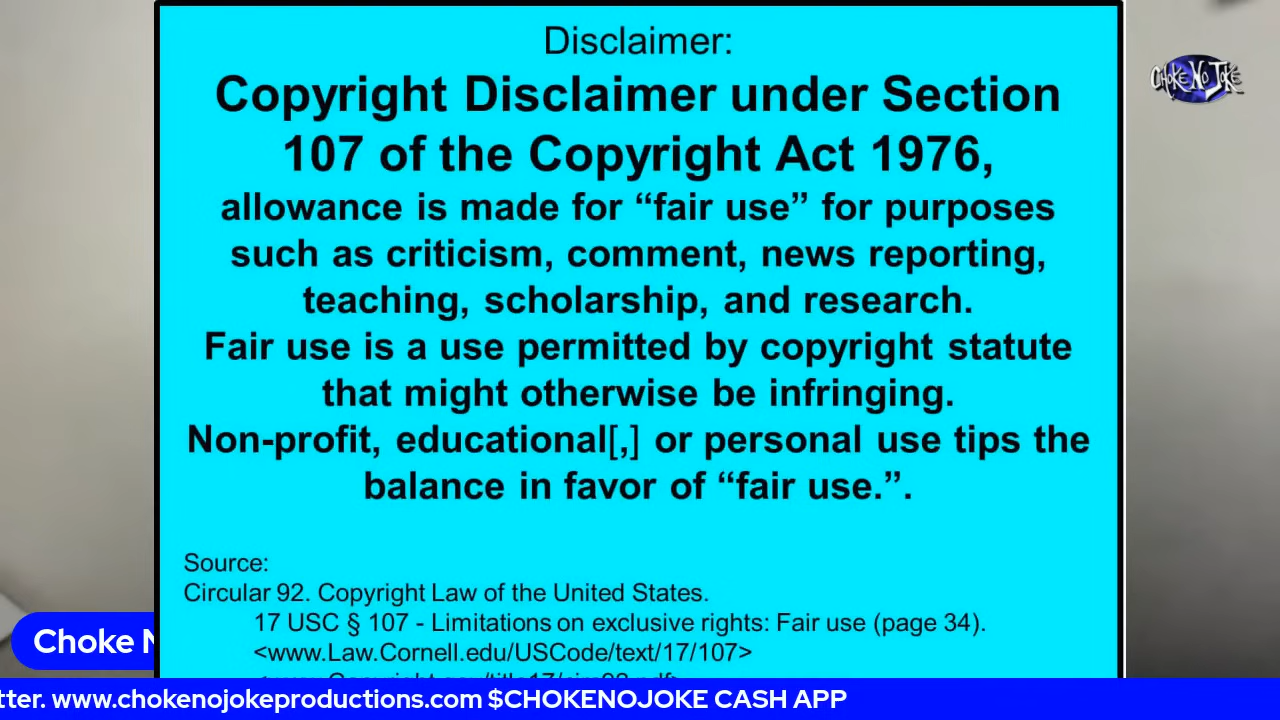 Disclaimer:
Copyright Disclaimer under Section
107 of the Copyright Act 1976,
allowance is made for “fair use” for purposes
such as criticism, comment, news reporting,
teaching, scholarship, and research.
Fair use is a use permitted by copyright statute
that might otherwise be infringing.
Non-profit, educational[,] or personal use tips the
balance in favor of “fair use.”.
CHOKE NO JOKE
Source:
Circular 92. Copyright Law of the United States.
17 USC § 107 - Limitations on exclusive rights: Fair use (page 34).
<www.Law.Cornell.edu/USCode/text/17/107>
Choke N
tter. www.chokenojokeproductions.com $CHOKENOJOKE CASH APP